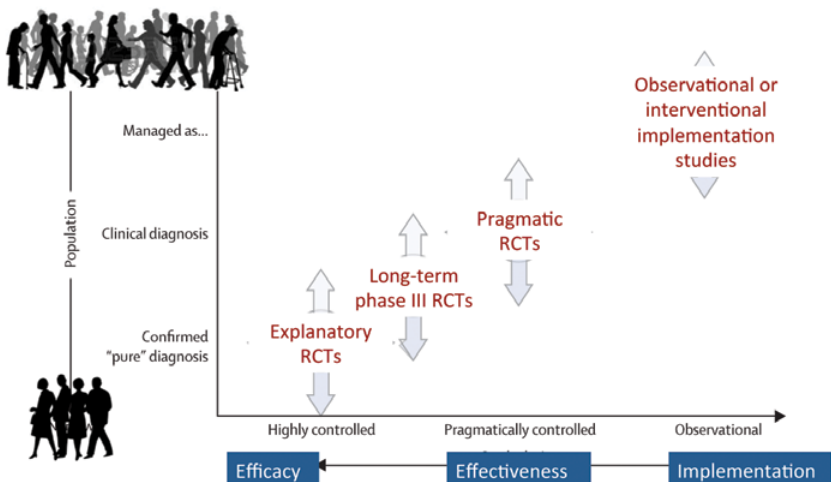 Managed as...
Population
Clinical diagnosis
Confirmed
"pure" diagnosis
Observational or
interventional
implementation
studies
Pragmatic
RCTs
Long-term
phase III RCTs
Explanatory
RCTs
Highly controlled
Pragmatically controlled
Observational
Efficacy
Effectiveness
Implementation